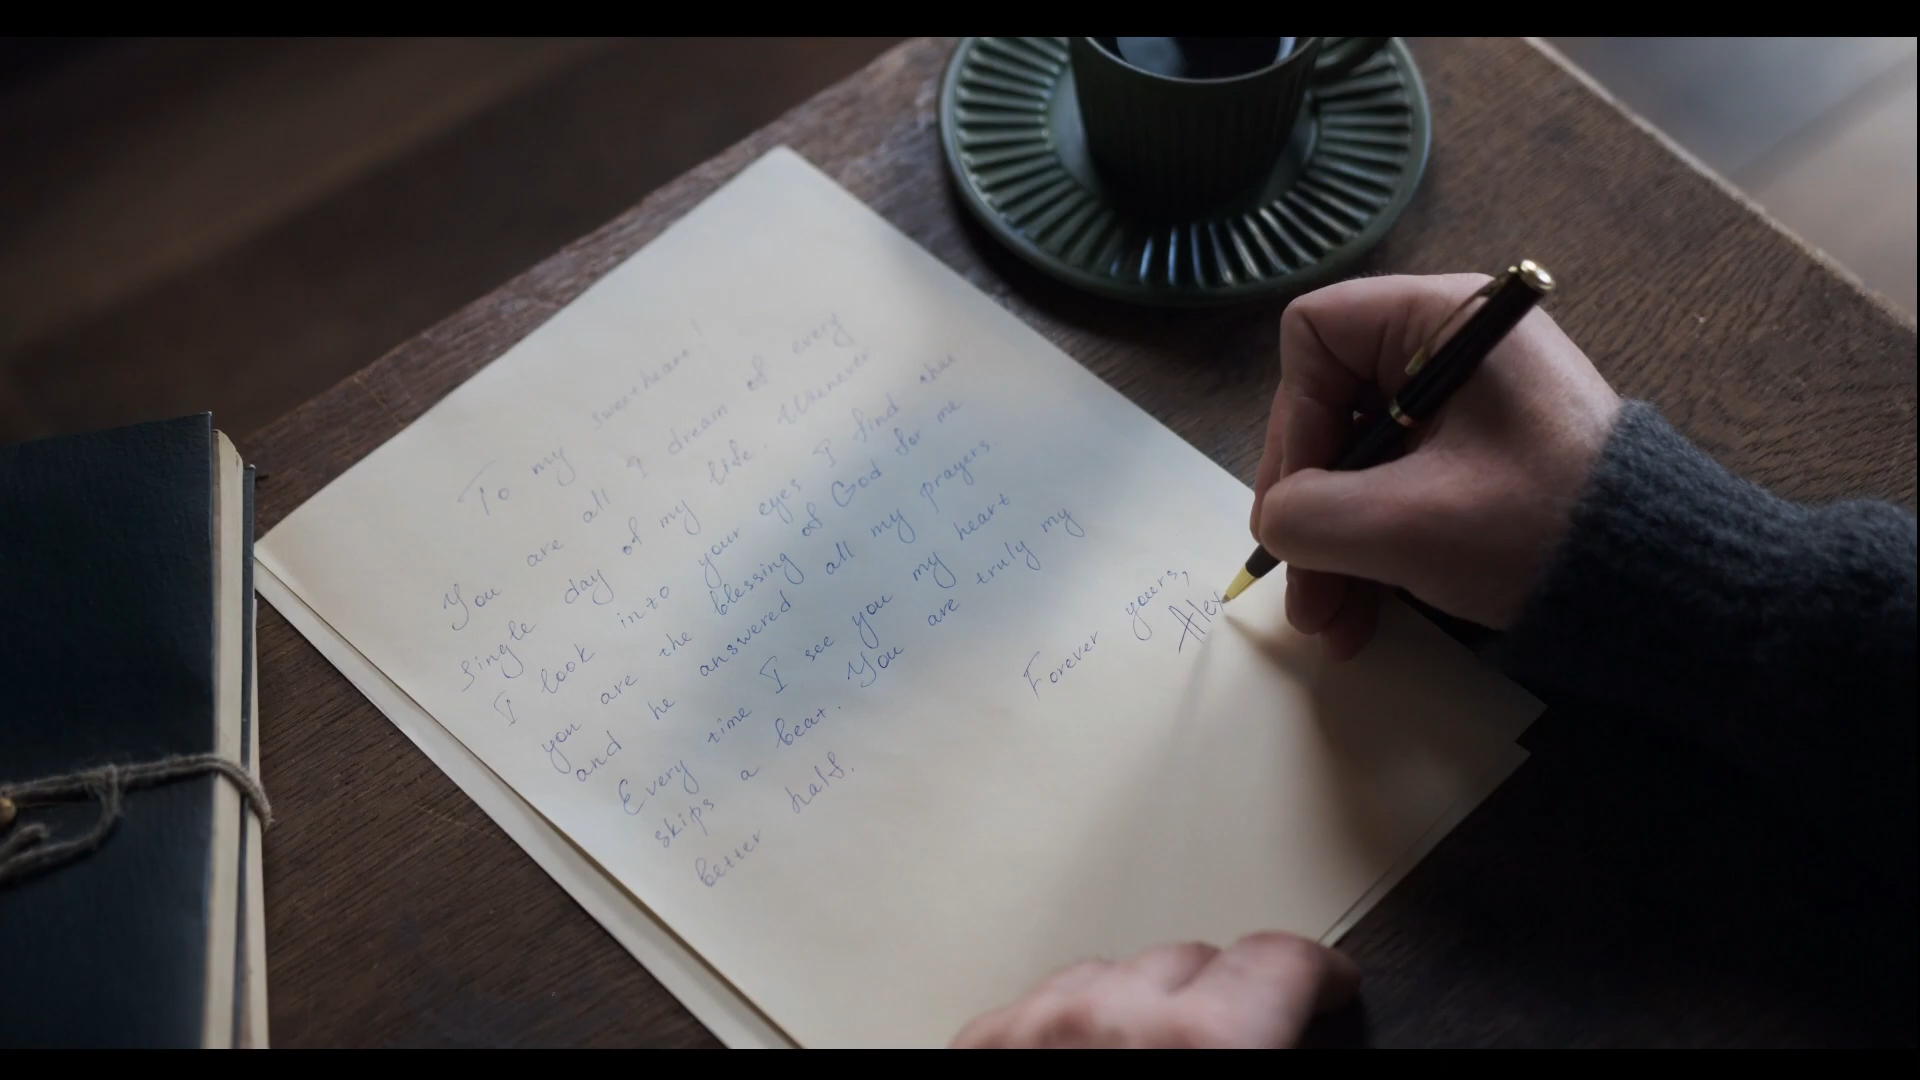 To my sweetheart!
You are all I dream of every
single day of my life. Whenever
I look into your eyes I find that
you are the blessing of God for me
and he answered all my prayers.
Every time I see you my heart
skips a beat. You are truly my
better half.
Forever yours,
Alex